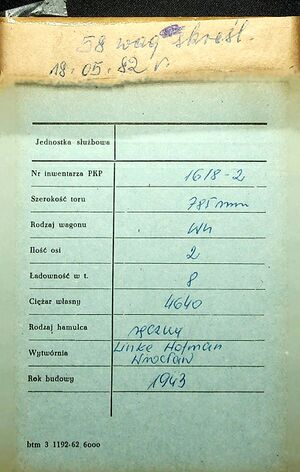 58 wag skreśl.
18.05.82 r.
Jednostka służbowa
Nr inwentarza PKP 1618-2
Szerokość toru 785 mm
Rodzaj wagonu Wh
Ilość osi 2
Ładowność w t. 8
Ciężar własny 4640
Rodzaj hamulca ręczny
Wytwórnia Linke Hofman
Wrocław
Rok budowy 1943
btm 3 1192-62 6000